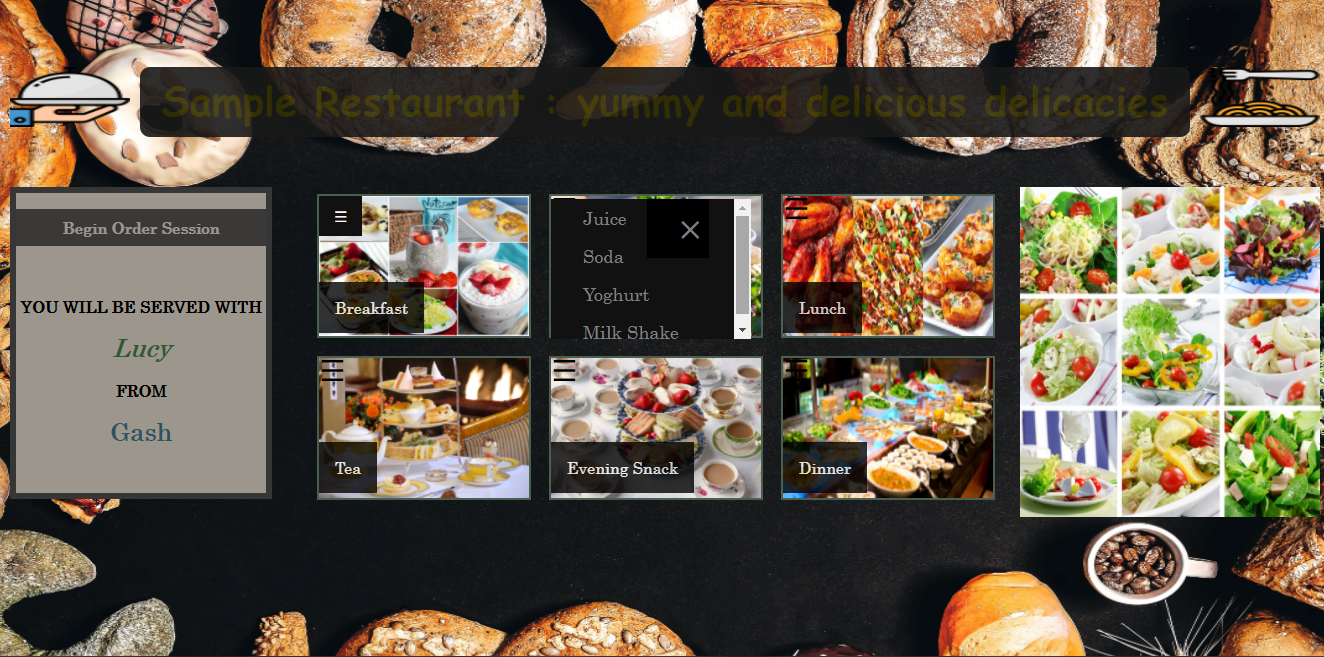 Sample Restaurant : yummy and delicious delicacies
Begin Order Session
YOU WILL BE SERVED WITH
Lucy
FROM
Gash
Breakfast
Juice
Soda
Yoghurt
Milk Shake
Lunch
Tea
Evening Snack
Dinner